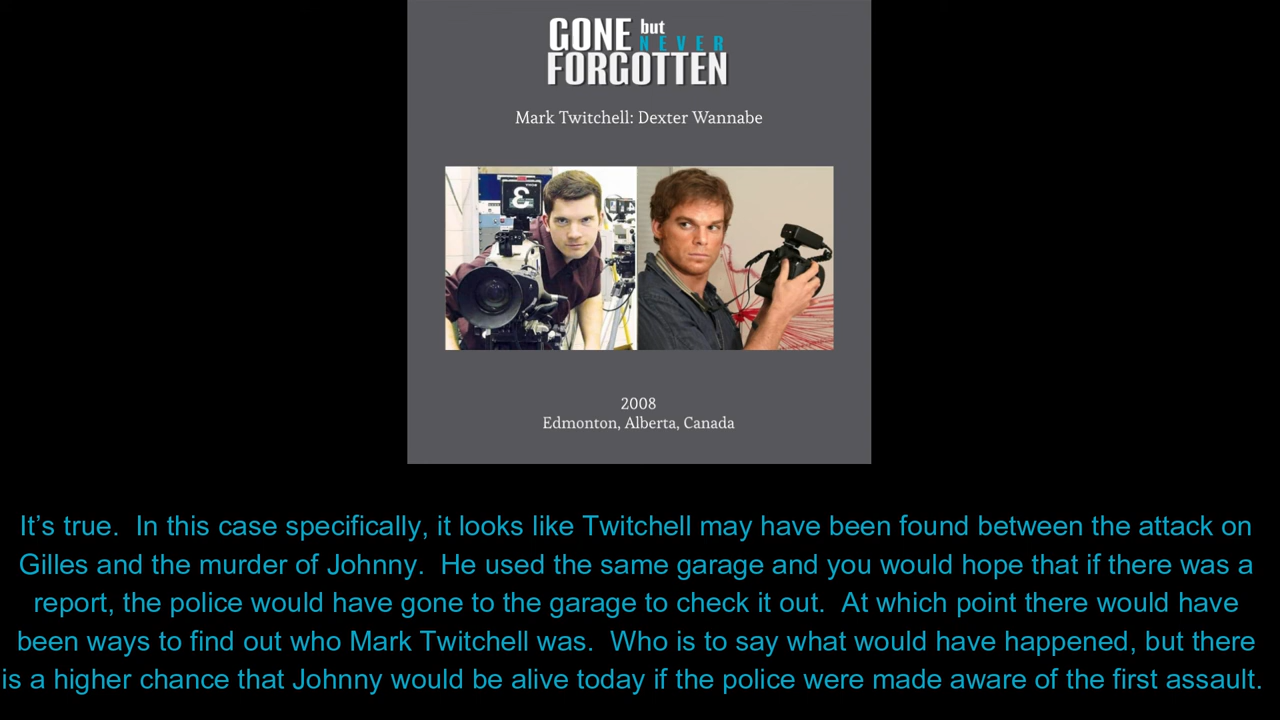 GONE but
NEVER
FORGOTTEN
Mark Twitchell: Dexter Wannabe
2008
Edmonton, Alberta, Canada
It’s true.  In this case specifically, it looks like Twitchell may have been found between the attack on
Gilles and the murder of Johnny.  He used the same garage and you would hope that if there was a
report, the police would have gone to the garage to check it out.  At which point there would have
been ways to find out who Mark Twitchell was.  Who is to say what would have happened, but there
is a higher chance that Johnny would be alive today if the police were made aware of the first assault.